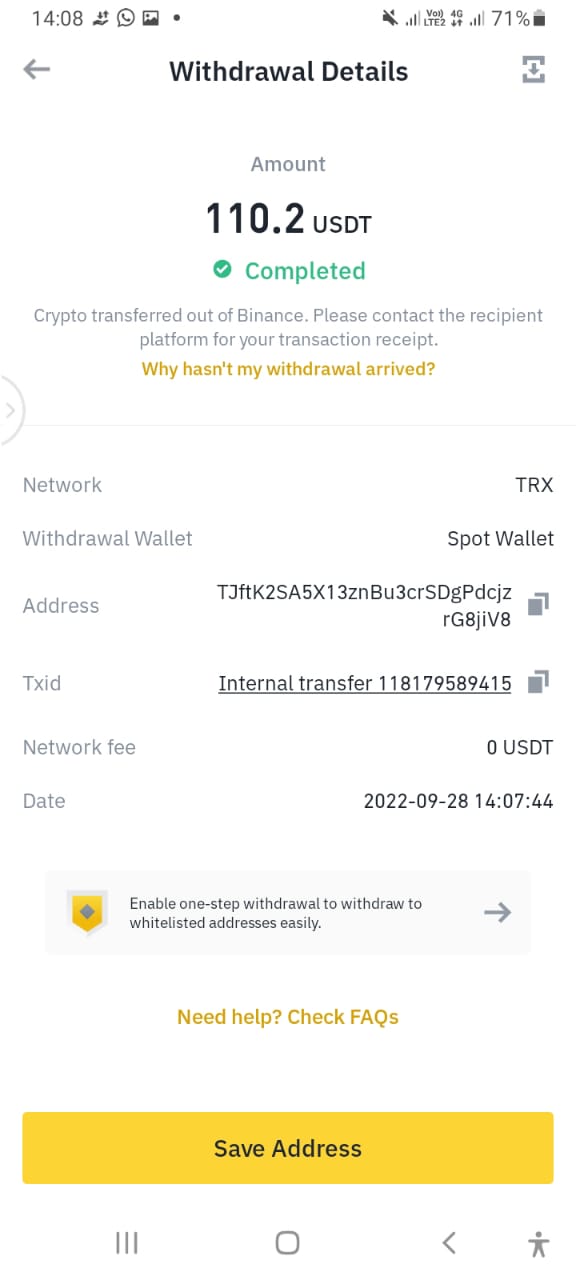 14:08 Vo)) 4G LTE2 71%
Withdrawal Details
Amount
110.2 USDT
Completed
Crypto transferred out of Binance. Please contact the recipient
platform for your transaction receipt.
Why hasn't my withdrawal arrived?
Network TRX
Withdrawal Wallet Spot Wallet
Address TJftK2SA5X13znBu3crSDgPdcjz
rG8jiV8
Txid Internal transfer 118179589415
Network fee 0 USDT
Date 2022-09-28 14:07:44
Enable one-step withdrawal to withdraw to
whitelisted addresses easily.
Need help? Check FAQs
Save Address